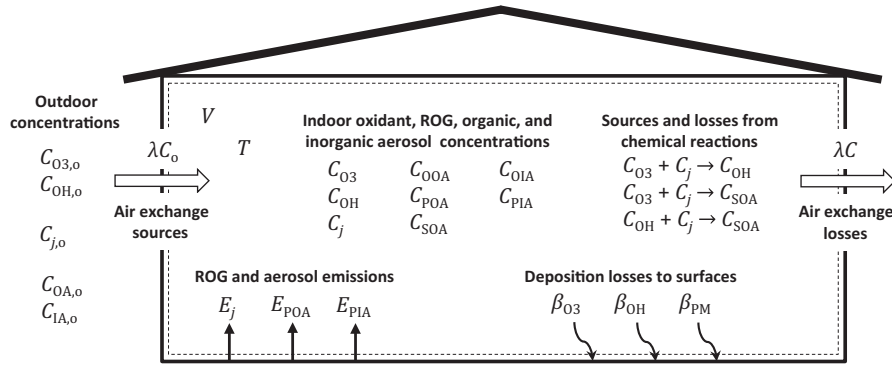 Outdoor
concentrations
C_O3,o
C_OH,o
C_j,o
C_OA,o
C_IA,o
λC_o
Air exchange
sources
V
T
Indoor oxidant, ROG, organic, and
inorganic aerosol concentrations
C_O3 C_OOA C_OIA
C_OH C_POA C_PIA
C_j C_SOA
Sources and losses from
chemical reactions
C_O3 + C_j → C_OH
C_O3 + C_j → C_SOA
C_OH + C_j → C_SOA
λC
Air exchange
losses
ROG and aerosol emissions
E_j E_POA E_PIA
Deposition losses to surfaces
β_O3 β_OH β_PM